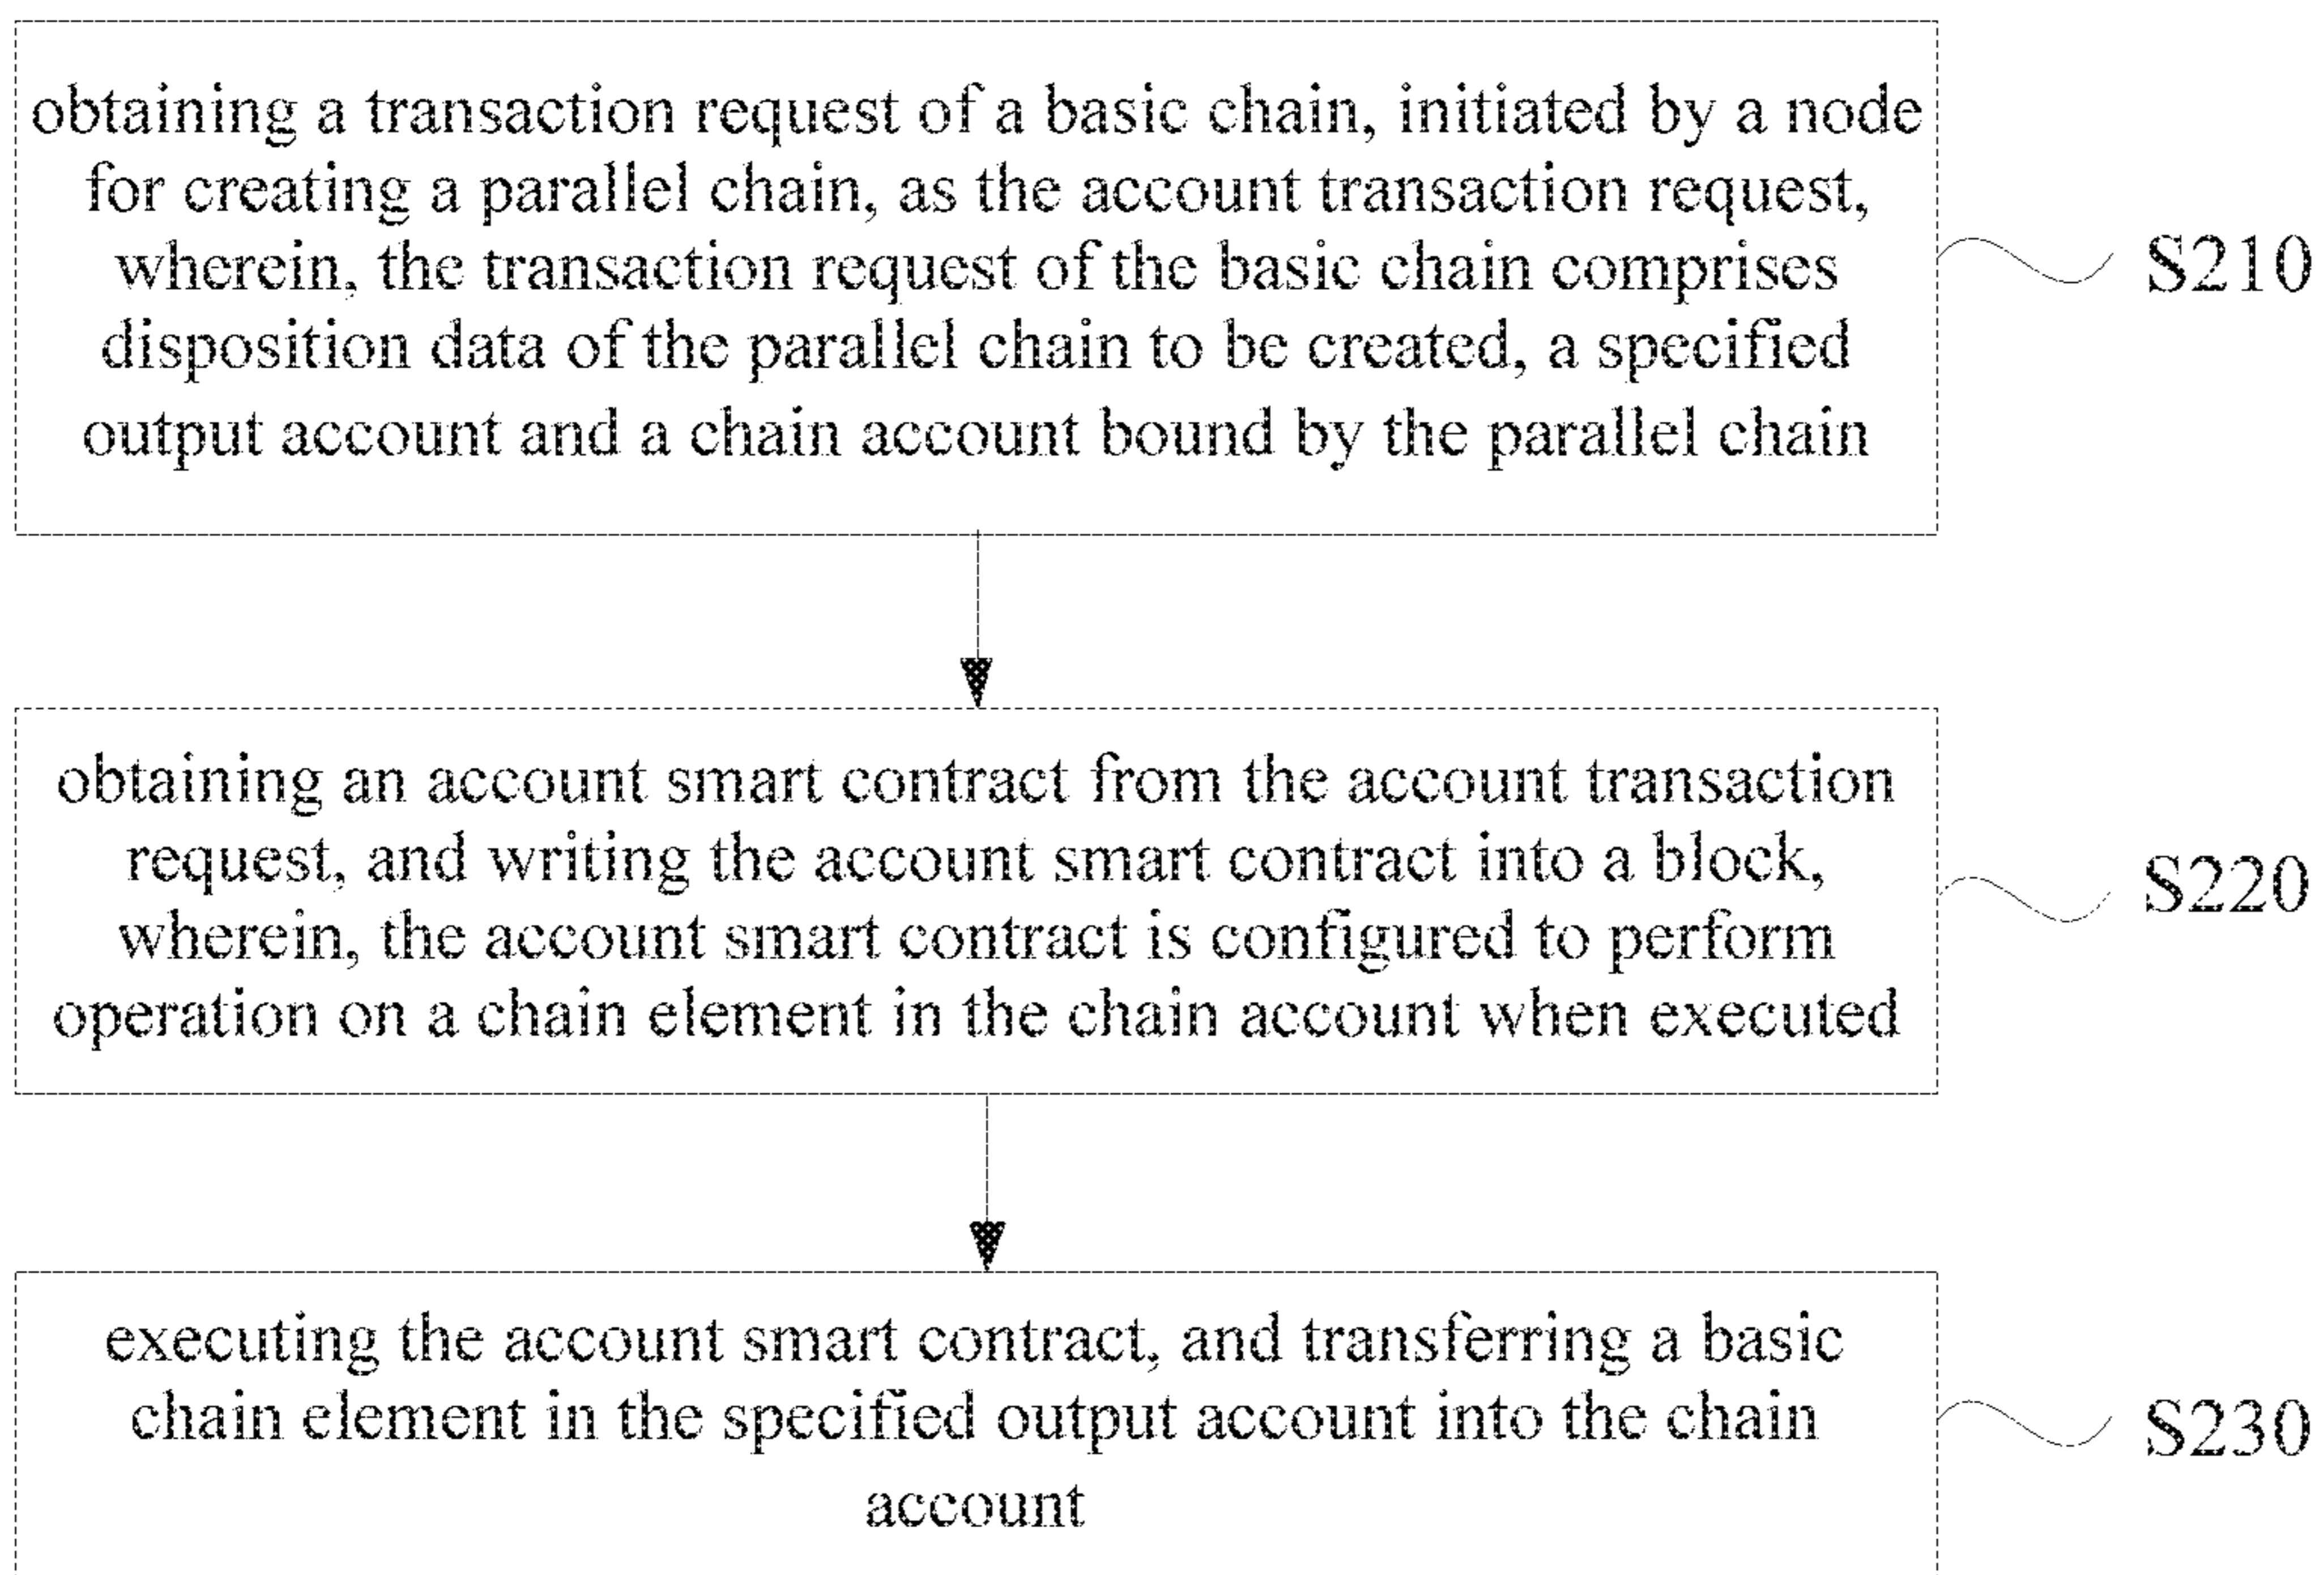 obtaining a transaction request of a basic chain, initiated by a node
for creating a parallel chain, as the account transaction request,
wherein, the transaction request of the basic chain comprises
disposition data of the parallel chain to be created, a specified
output account and a chain account bound by the parallel chain
S210
obtaining an account smart contract from the account transaction
request, and writing the account smart contract into a block,
wherein, the account smart contract is configured to perform
operation on a chain element in the chain account when executed
S220
executing the account smart contract, and transferring a basic
chain element in the specified output account into the chain
account
S230